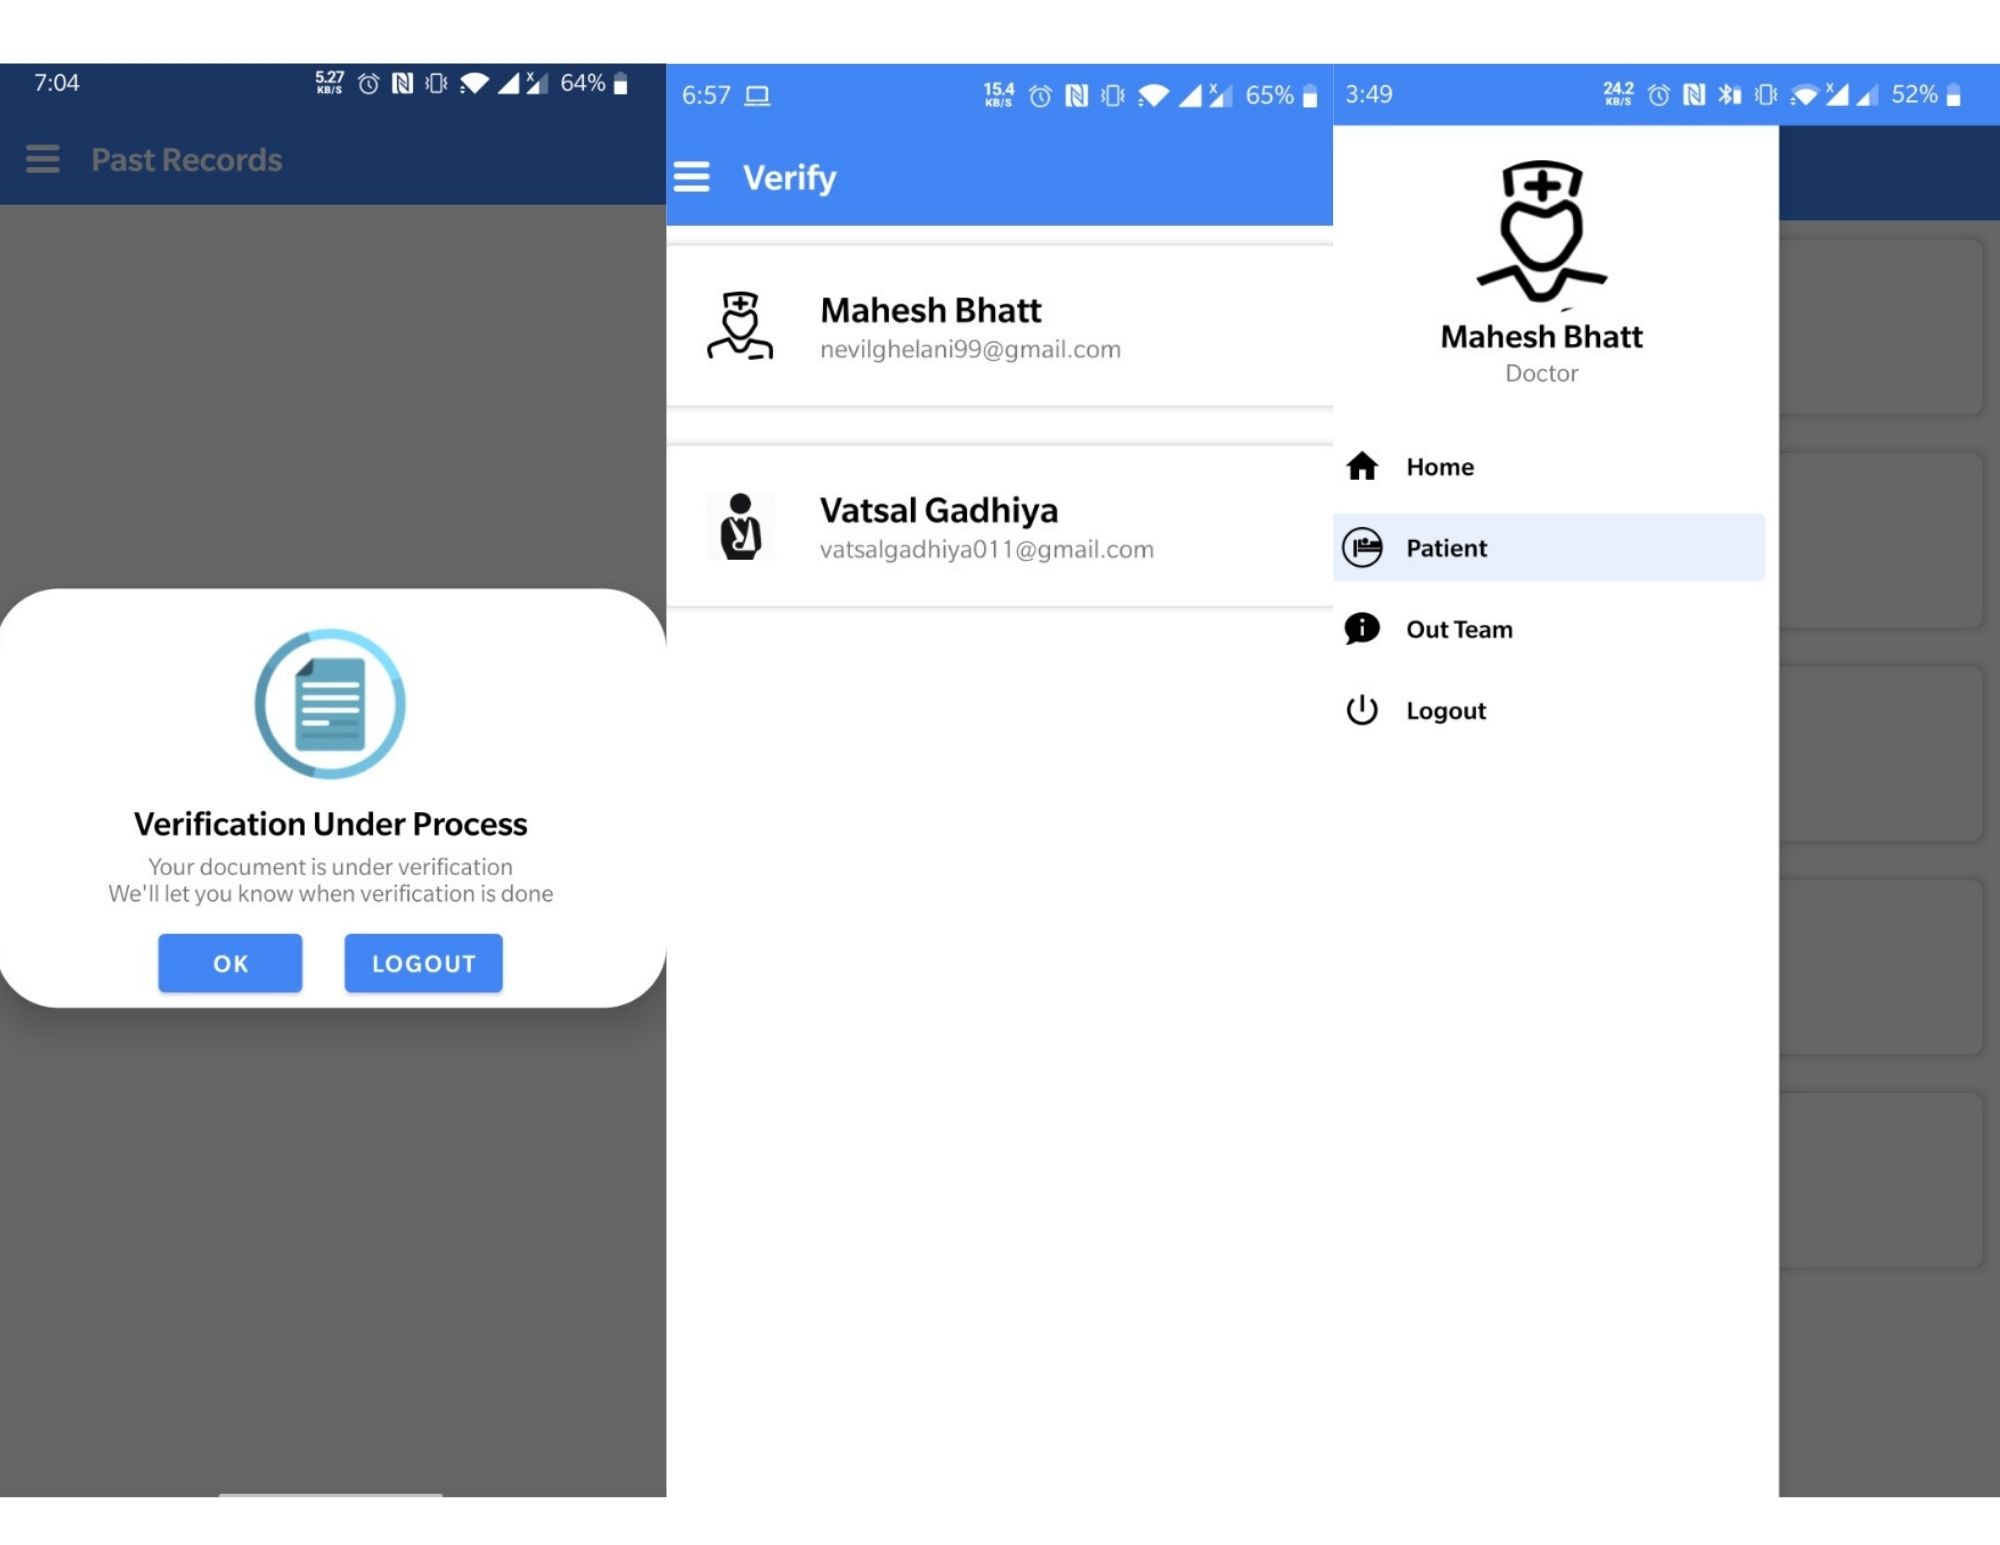 7:04
5.27
KB/S
64%
Past Records
Verification Under Process
Your document is under verification
We'll let you know when verification is done
OK
LOGOUT
6:57
15.4
KB/S
X
65%
Verify
Mahesh Bhatt
nevilghelani99@gmail.com
Vatsal Gadhiya
vatsalgadhiya011@gmail.com
3:49
24.2
KB/S
X
52%
Mahesh Bhatt
Doctor
Home
Patient
Out Team
Logout